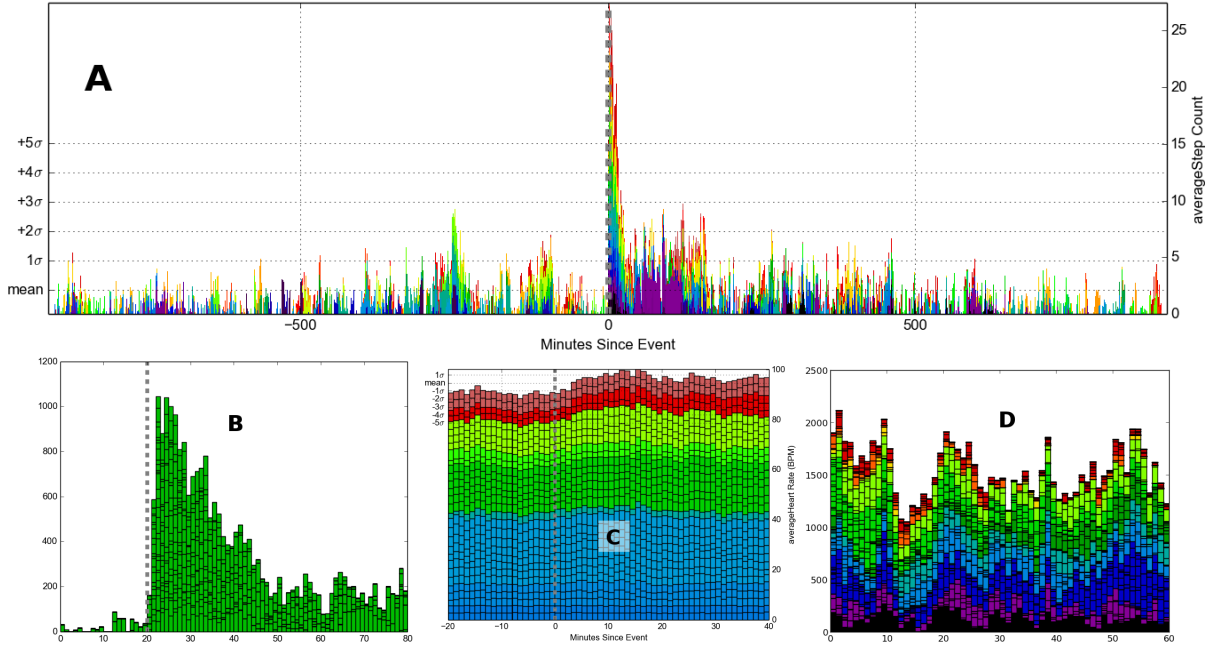 A
+5σ
+4σ
+3σ
+2σ
1σ
mean
25
20
15
10
5
0
averageStep Count
−500
0
500
Minutes Since Event
B
1200
1000
800
600
400
200
0
0
10
20
30
40
50
60
70
80
C
1σ
mean
-1σ
-2σ
-3σ
-4σ
-5σ
100
80
60
40
20
0
averageHeart Rate (BPM)
−20
−10
0
10
20
30
40
Minutes Since Event
D
2500
2000
1500
1000
500
0
0
10
20
30
40
50
60